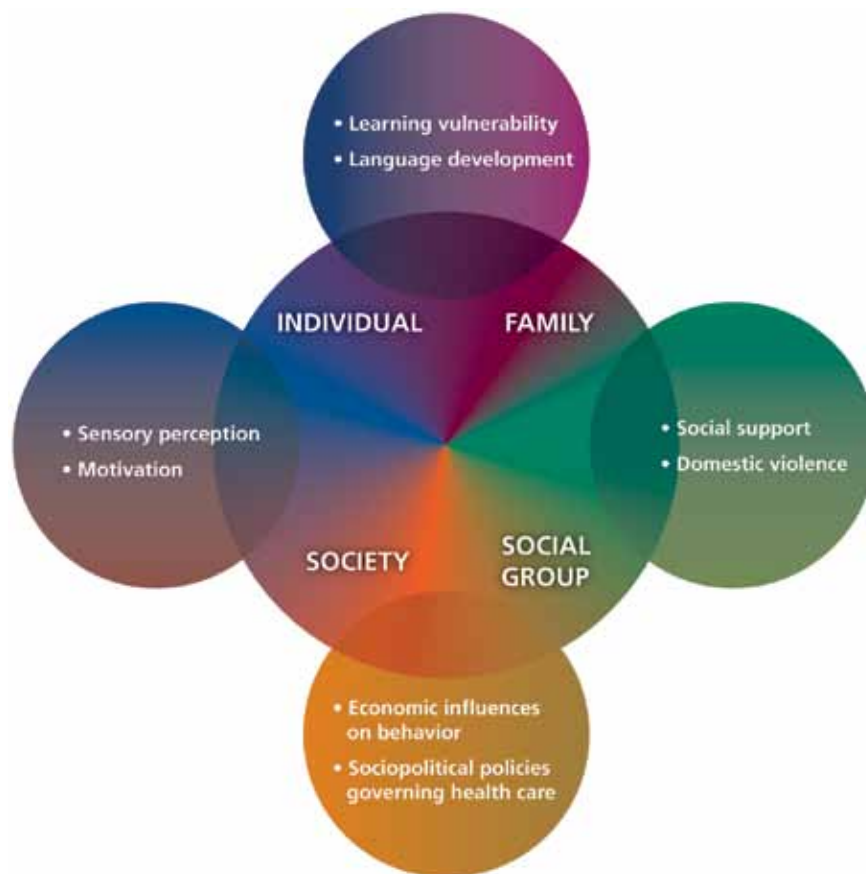 • Learning vulnerability
• Language development
INDIVIDUAL
FAMILY
• Sensory perception
• Motivation
• Social support
• Domestic violence
SOCIETY
SOCIAL
GROUP
• Economic influences
on behavior
• Sociopolitical policies
governing health care